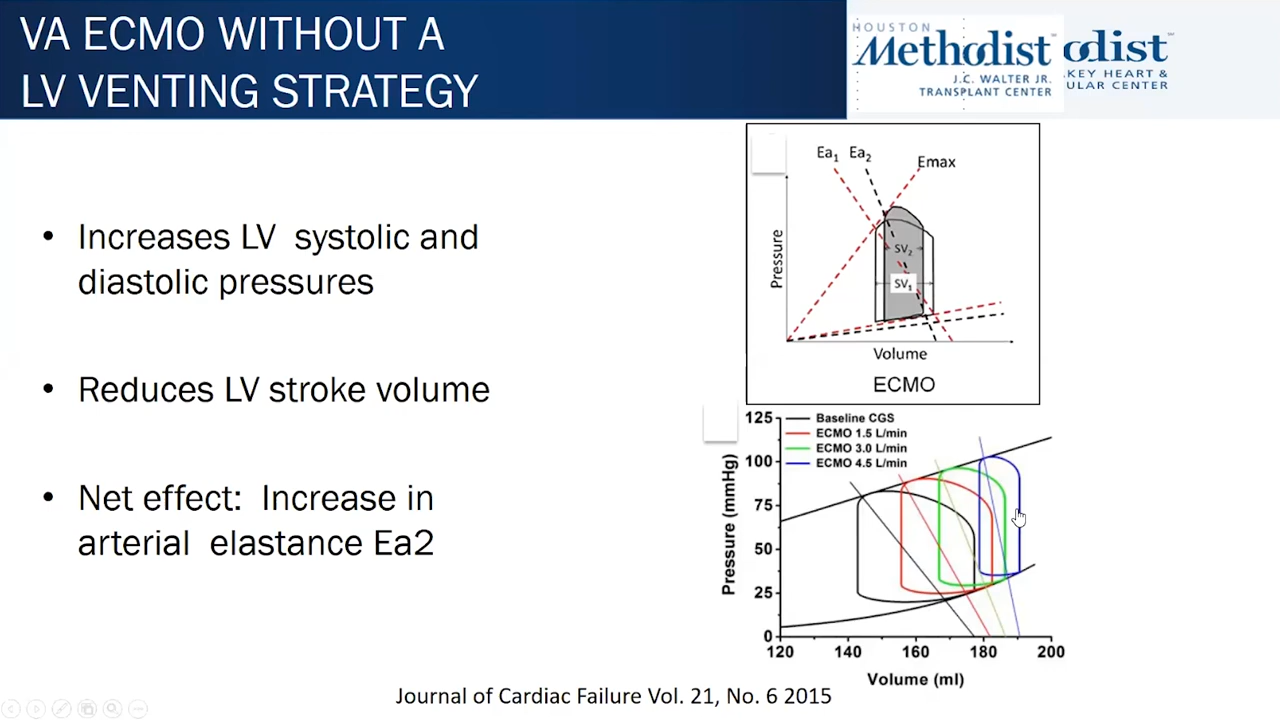 VA ECMO WITHOUT A
LV VENTING STRATEGY
HOUSTON
Methodist
J.C. WALTER JR.
TRANSPLANT CENTER
odist
KEY HEART &
ULAR CENTER
• Increases LV systolic and
diastolic pressures
• Reduces LV stroke volume
• Net effect: Increase in
arterial elastance Ea2
Ea1 Ea2
Emax
Pressure
SV2
SV1
Volume
ECMO
Baseline CGS
ECMO 1.5 L/min
ECMO 3.0 L/min
ECMO 4.5 L/min
Pressure (mmHg)
125
100
75
50
25
0
120 140 160 180 200
Volume (ml)
Journal of Cardiac Failure Vol. 21, No. 6 2015